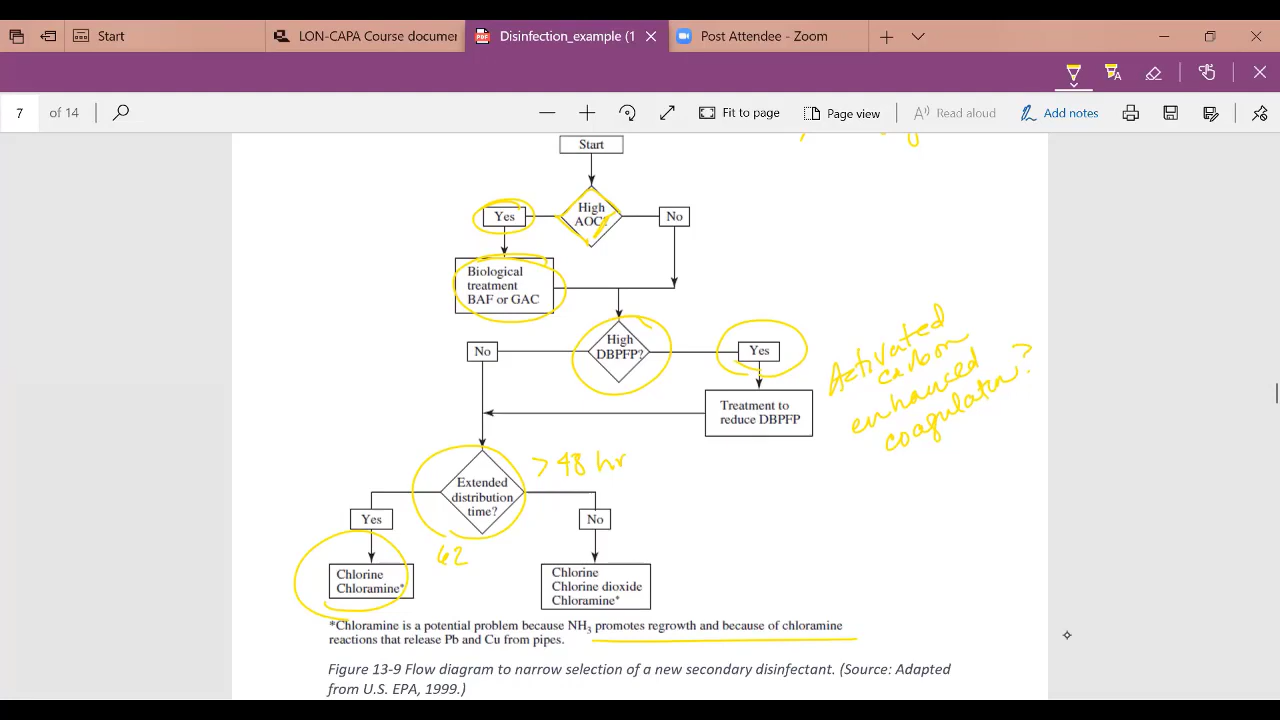 Start
LON-CAPA Course documen
Disinfection_example (1
Post Attendee - Zoom
7 of 14
Fit to page
Page view
Read aloud
Add notes
Start
High
AOC?
Yes
No
Biological
treatment
BAF or GAC
High
DBPFP?
No
Yes
Treatment to
reduce DBPFP
Activated
carbon
enhanced
coagulation?
Extended
distribution
time?
> 48 hr
62
Yes
No
Chlorine
Chloramine*
Chlorine
Chlorine dioxide
Chloramine*
*Chloramine is a potential problem because NH3 promotes regrowth and because of chloramine
reactions that release Pb and Cu from pipes.
Figure 13-9 Flow diagram to narrow selection of a new secondary disinfectant. (Source: Adapted
from U.S. EPA, 1999.)